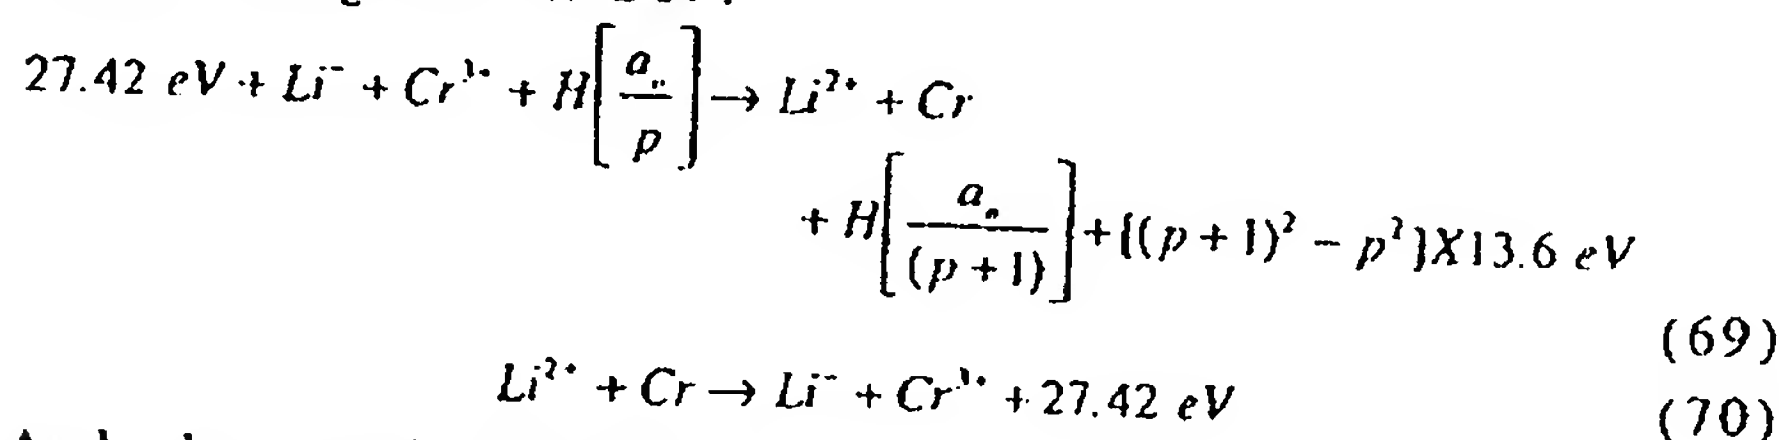 27.42 eV + Li⁻ + Cr³⁺ + H[aₒ/p] → Li²⁺ + Cr
+ H[aₒ/(p + 1)] + [(p + 1)² − p²]X13.6 eV
(69)
Li²⁺ + Cr → Li⁻ + Cr³⁺ + 27.42 eV
(70)